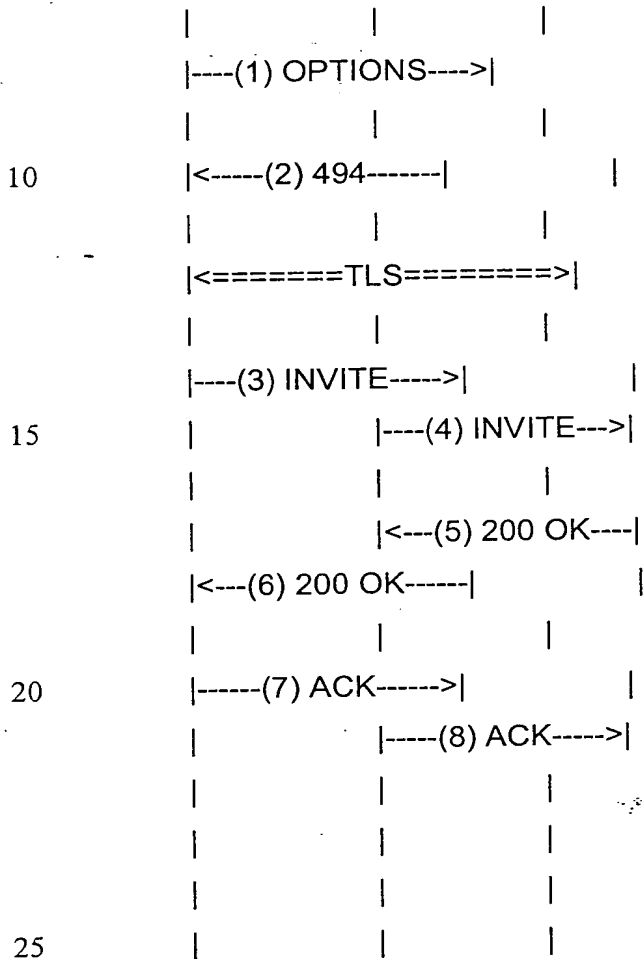 |     |     |
|----(1) OPTIONS---->|
|     |     |
10 |<-----(2) 494-------|     |
|     |     |
|<=======TLS========>|
|     |     |
|----(3) INVITE----->|     |
15 |     |----(4) INVITE--->|
|     |     |
|     |<---(5) 200 OK----|
|<---(6) 200 OK------|     |
|     |     |
20 |------(7) ACK------>|     |
|     |-----(8) ACK----->|
|     |     |
|     |     |
|     |     |
25 |     |     |